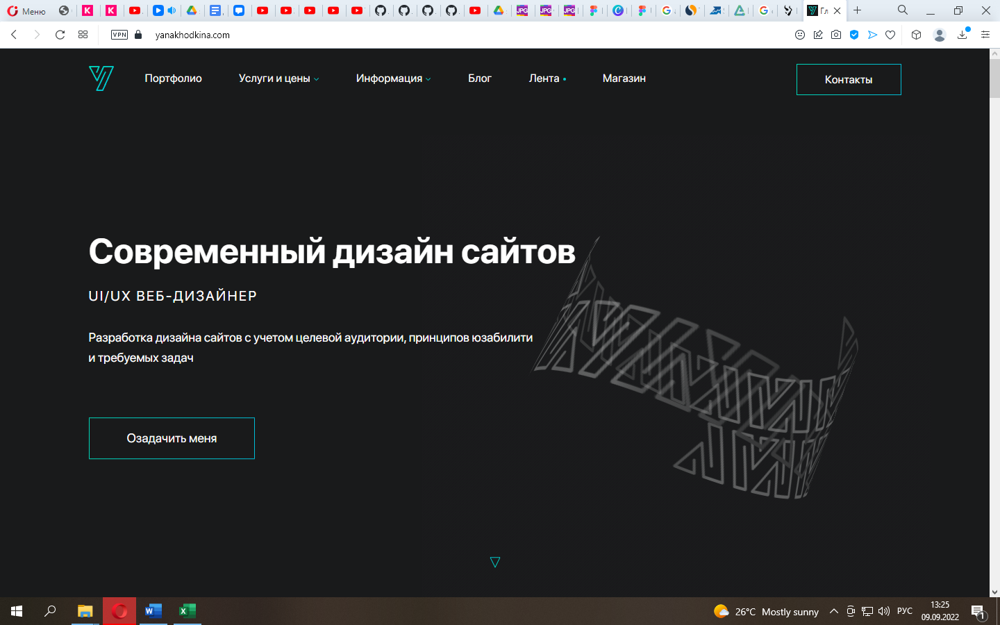 Меню
Гл
VPN
yanakhodkina.com
Портфолио
Услуги и цены
Информация
Блог
Лента
Магазин
Контакты
Современный дизайн сайтов
UI/UX ВЕБ-ДИЗАЙНЕР
Разработка дизайна сайтов с учетом целевой аудитории, принципов юзабилити
и требуемых задач
Озадачить меня
26°C Mostly sunny
РУС
13:25
09.09.2022
1